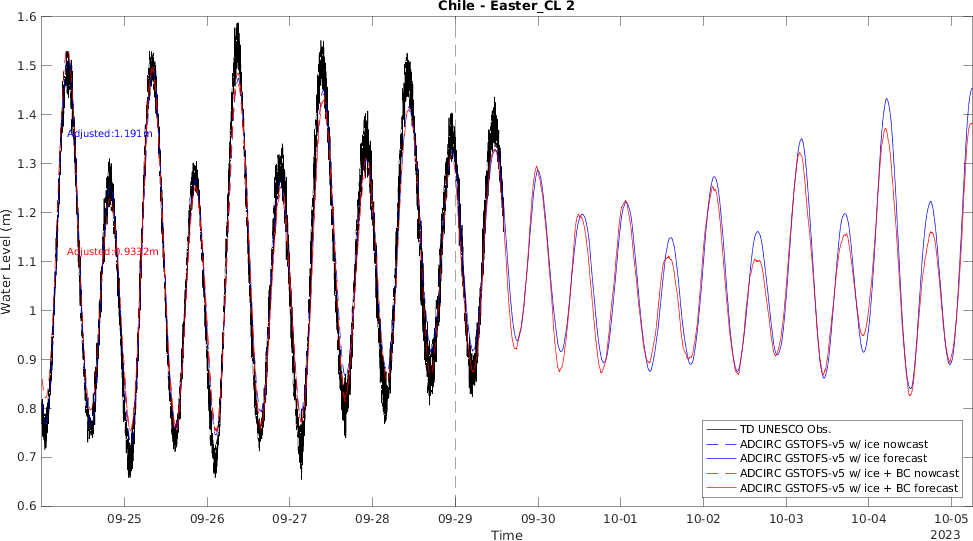 Chile - Easter_CL 2
1.6
1.5
1.4
Adjusted:1.191m
1.3
1.2
Adjusted:0.9332m
1.1
1
0.9
0.8
0.7
0.6
Water Level (m)
TD UNESCO Obs.
ADCIRC GSTOFS-v5 w/ ice nowcast
ADCIRC GSTOFS-v5 w/ ice forecast
ADCIRC GSTOFS-v5 w/ ice + BC nowcast
ADCIRC GSTOFS-v5 w/ ice + BC forecast
09-25 09-26 09-27 09-28 09-29 09-30 10-01 10-02 10-03 10-04 10-05
2023
Time